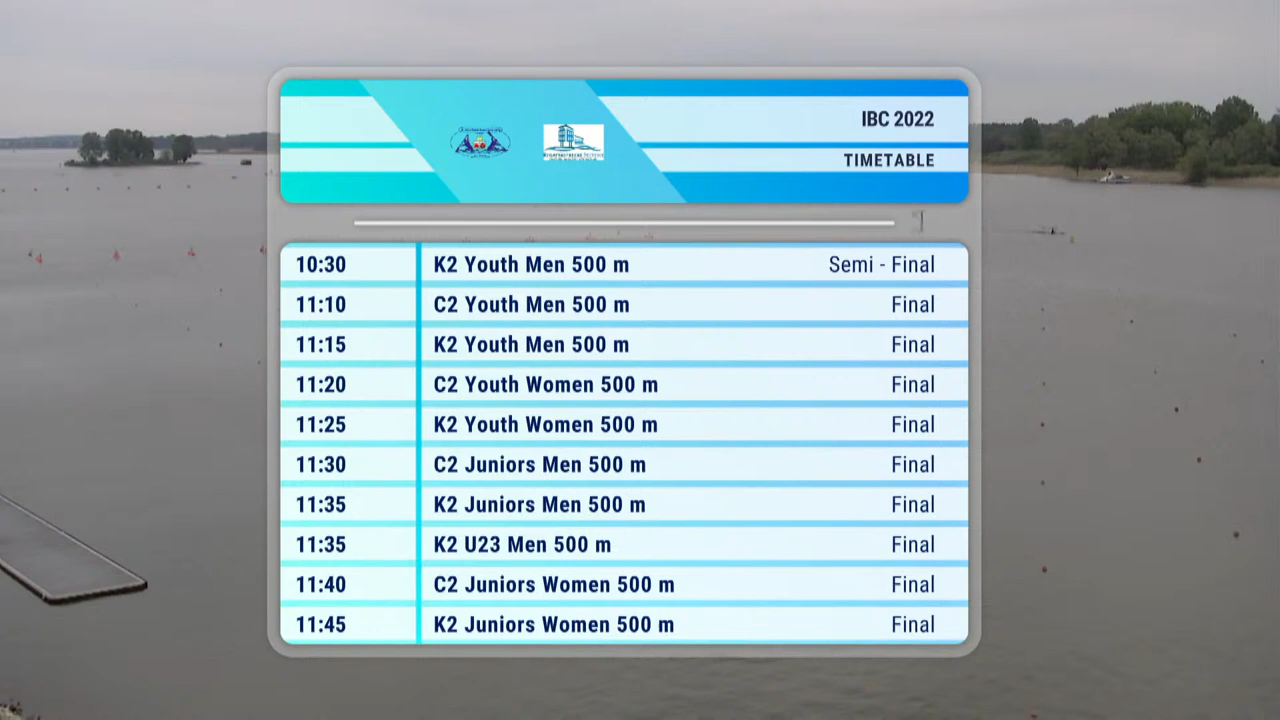 IBC 2022
TIMETABLE
10:30 K2 Youth Men 500 m Semi - Final
11:10 C2 Youth Men 500 m Final
11:15 K2 Youth Men 500 m Final
11:20 C2 Youth Women 500 m Final
11:25 K2 Youth Women 500 m Final
11:30 C2 Juniors Men 500 m Final
11:35 K2 Juniors Men 500 m Final
11:35 K2 U23 Men 500 m Final
11:40 C2 Juniors Women 500 m Final
11:45 K2 Juniors Women 500 m Final